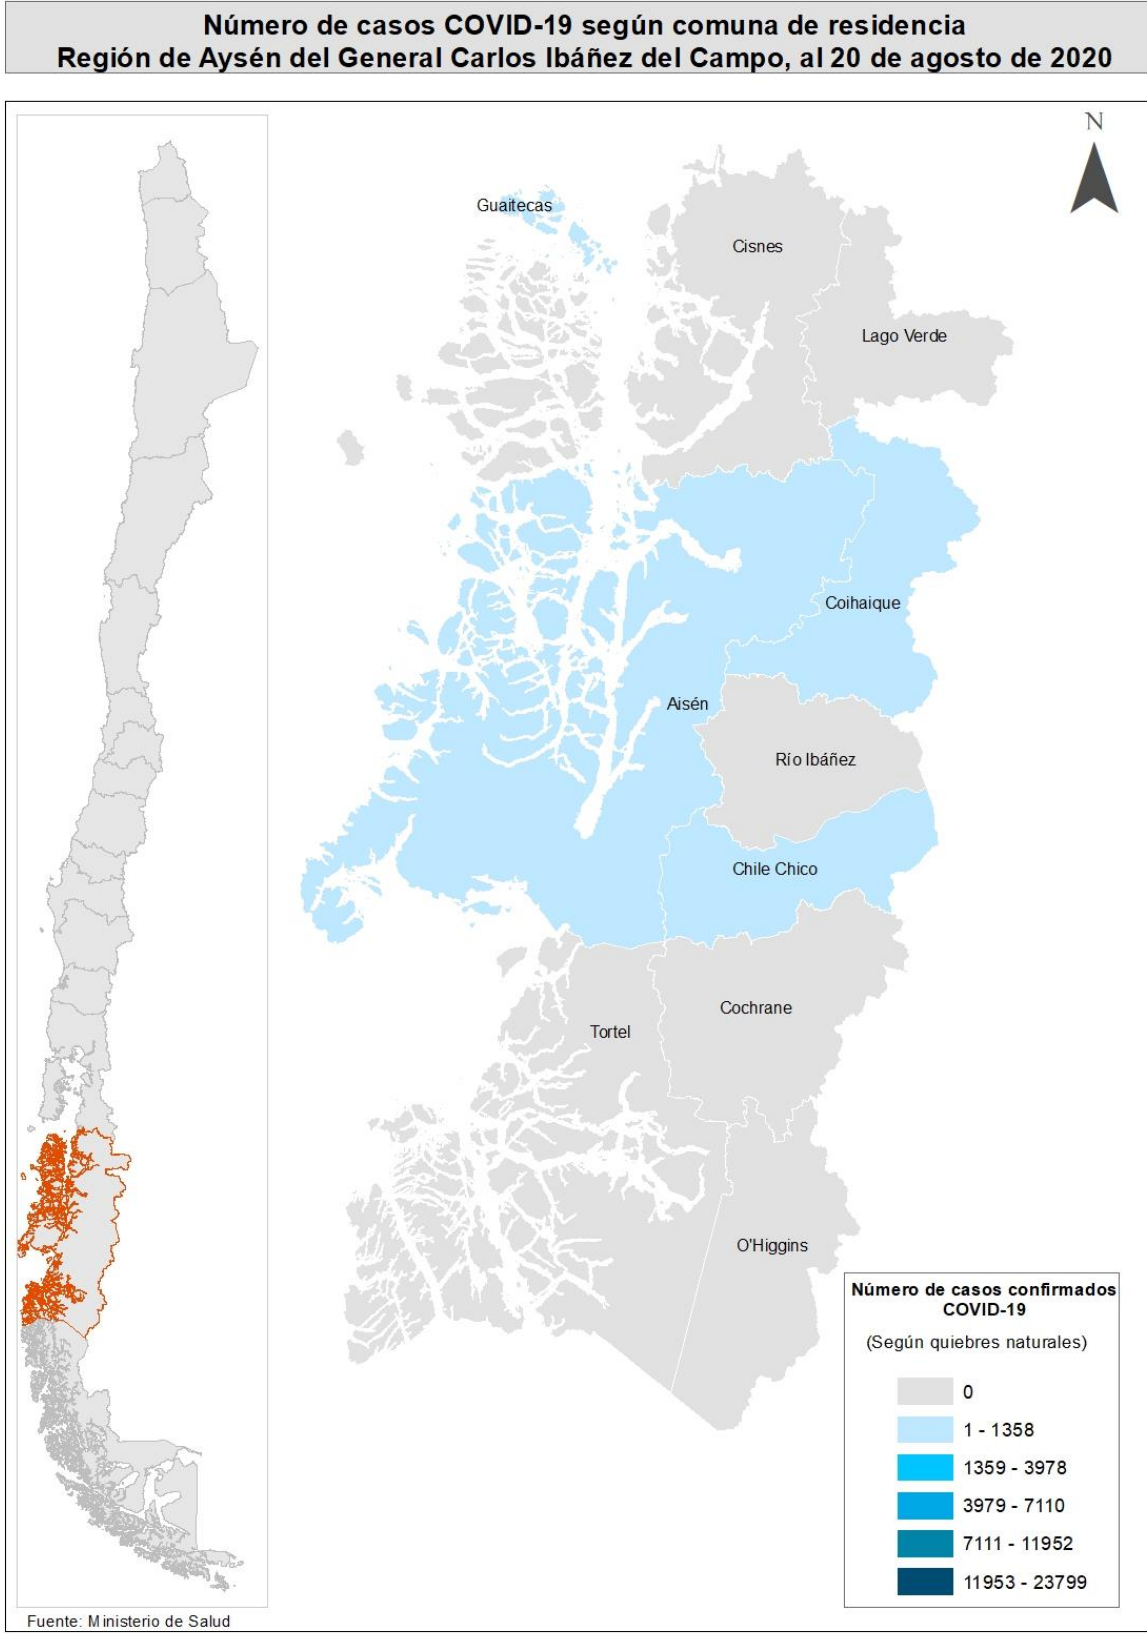 Número de casos COVID-19 según comuna de residencia
Región de Aysén del General Carlos Ibáñez del Campo, al 20 de agosto de 2020
N
Guaitecas
Cisnes
Lago Verde
Coihaique
Aisén
Río Ibáñez
Chile Chico
Cochrane
Tortel
O'Higgins
Número de casos confirmados
COVID-19
(Según quiebres naturales)
0
1 - 1358
1359 - 3978
3979 - 7110
7111 - 11952
11953 - 23799
Fuente: Ministerio de Salud